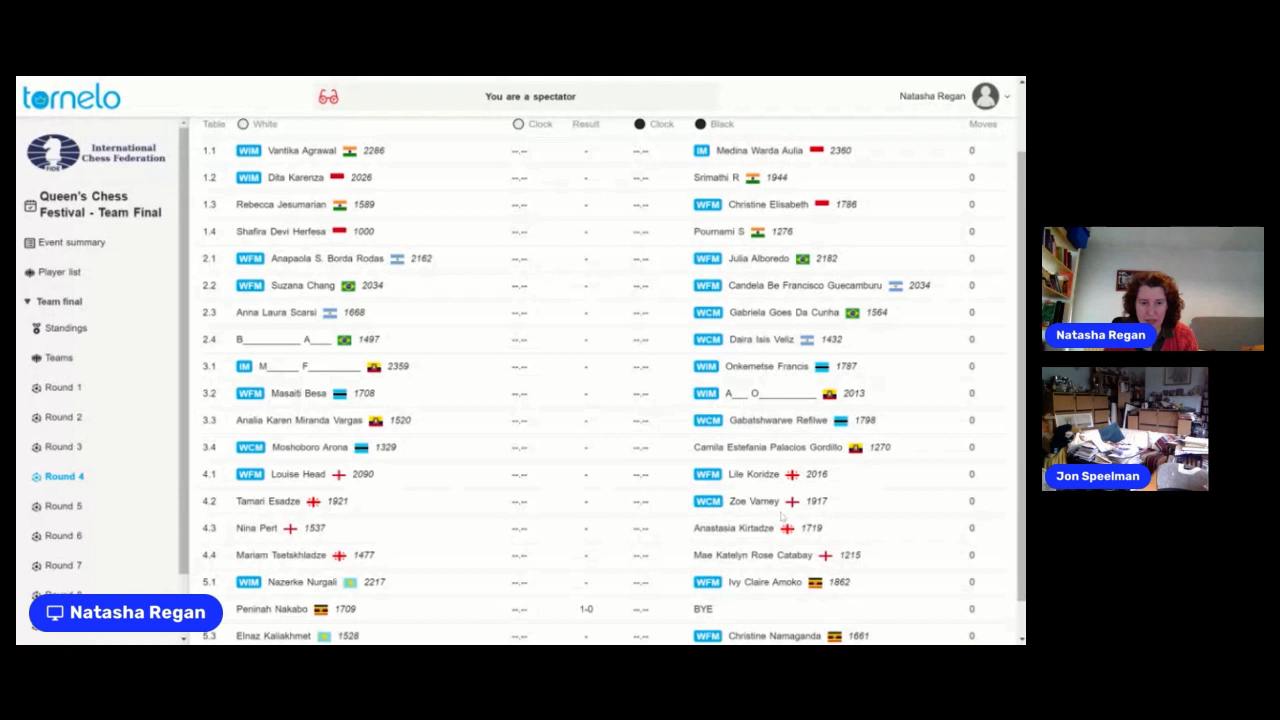 tornelo
You are a spectator
Natasha Regan
International
Chess Federation
FIDE
Queen's Chess
Festival - Team Final
Event summary
Player list
Team final
Standings
Teams
Round 1
Round 2
Round 3
Round 4
Round 5
Round 6
Round 7
Table White Clock Result Clock Black Moves
1.1 WIM Vantika Agrawal 2286 --.-- - --.-- IM Medina Warda Aulia 2360 0
1.2 WIM Dita Karenza 2026 --.-- - --.-- Srimathi R 1944 0
1.3 Rebecca Jesumarian 1589 --.-- - --.-- WFM Christine Elisabeth 1786 0
1.4 Shafira Devi Herfesa 1000 --.-- - --.-- Pournami S 1276 0
2.1 WFM Anapaola S. Borda Rodas 2162 --.-- - --.-- WFM Julia Alboredo 2182 0
2.2 WFM Suzana Chang 2034 --.-- - --.-- WFM Candela Be Francisco Guecamburu 2034 0
2.3 Anna Laura Scarsi 1668 --.-- - --.-- WCM Gabriela Goes Da Cunha 1564 0
2.4 B__________ A____ 1497 --.-- - --.-- WCM Daira Isis Veliz 1432 0
3.1 IM M______ F__________ 2359 --.-- - --.-- WIM Onkemetse Francis 1787 0
3.2 WFM Masaiti Besa 1708 --.-- - --.-- WIM A___ O___________ 2013 0
3.3 Analia Karen Miranda Vargas 1520 --.-- - --.-- WCM Gabatshwarwe Refilwe 1798 0
3.4 WCM Moshoboro Arona 1329 --.-- - --.-- Camila Estefania Palacios Gordillo 1270 0
4.1 WFM Louise Head 2090 --.-- - --.-- WFM Lile Koridze 2016 0
4.2 Tamari Esadze 1921 --.-- - --.-- WCM Zoe Varney 1917 0
4.3 Nina Pert 1537 --.-- - --.-- Anastasia Kirtadze 1719 0
4.4 Mariam Tsetskhladze 1477 --.-- - --.-- Mae Katelyn Rose Catabay 1215 0
5.1 WIM Nazerke Nurgali 2217 --.-- - --.-- WFM Ivy Claire Amoko 1862 0
Peninah Nakabo 1709 --.-- 1-0 --.-- BYE 0
5.3 Elnaz Kaliakhmet 1528 --.-- - --.-- WFM Christine Namaganda 1661 0
Natasha Regan
Natasha Regan
Jon Speelman